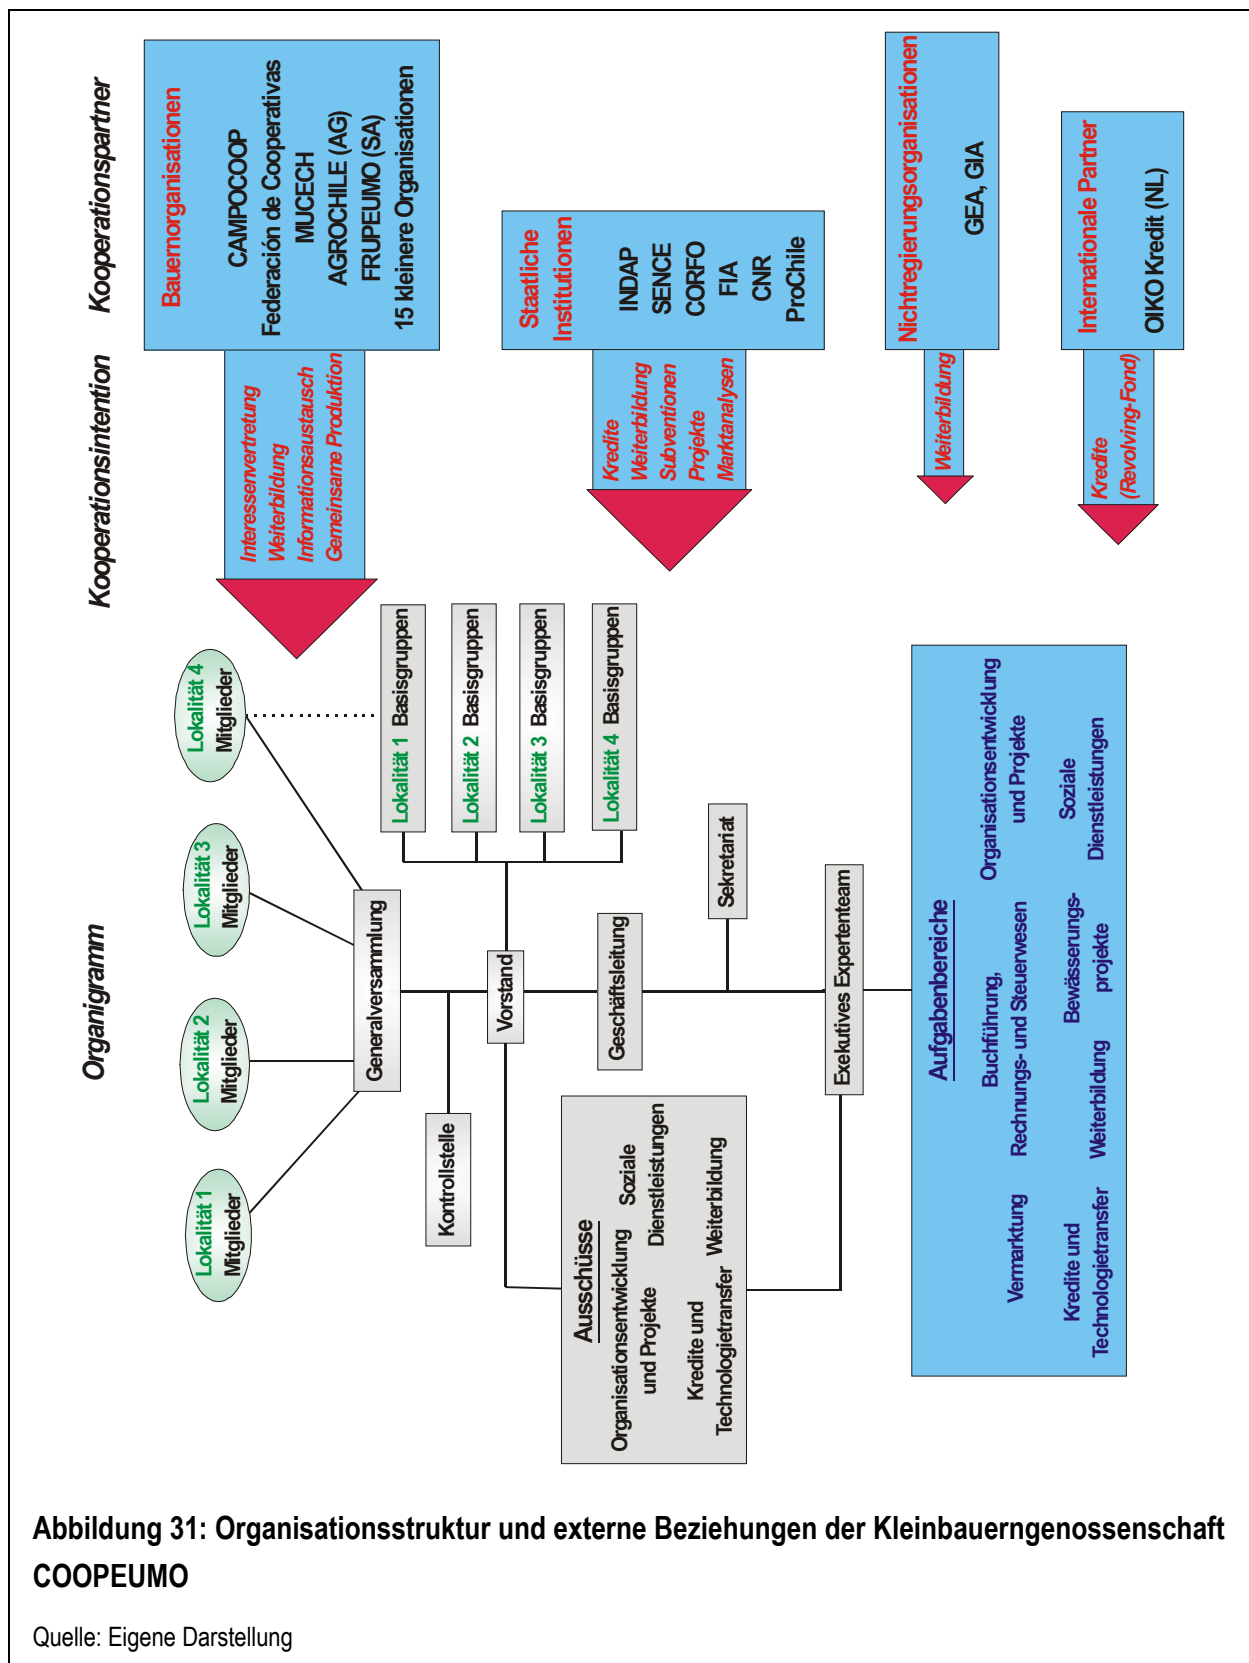 Organigramm
Kooperationsintention
Kooperationspartner
Lokalität 1
Mitglieder
Lokalität 2
Mitglieder
Lokalität 3
Mitglieder
Lokalität 4
Mitglieder
Generalversammlung
Kontrollstelle
Vorstand
Lokalität 1 Basisgruppen
Lokalität 2 Basisgruppen
Lokalität 3 Basisgruppen
Lokalität 4 Basisgruppen
Geschäftsleitung
Sekretariat
Ausschüsse
Organisationsentwicklung
und Projekte
Soziale
Dienstleistungen
Kredite und
Technologietransfer
Weiterbildung
Exekutives Expertenteam
Aufgabenbereiche
Vermarktung
Buchführung,
Rechnungs- und Steuerwesen
Organisationsentwicklung
und Projekte
Kredite und
Technologietransfer
Weiterbildung
Bewässerungs-
projekte
Soziale
Dienstleistungen
Interessenvertretung
Weiterbildung
Informationsaustausch
Gemeinsame Produktion
Bauernorganisationen
CAMPOCOOP
Federación de Cooperativas
MUCECH
AGROCHILE (AG)
FRUPEUMO (SA)
15 kleinere Organisationen
Kredite
Weiterbildung
Subventionen
Projekte
Marktanalysen
Staatliche
Institutionen
INDAP
SENCE
CORFO
FIA
CNR
ProChile
Weiterbildung
Nichtregierungsorganisationen
GEA, GIA
Kredite
(Revolving-Fond)
Internationale Partner
OIKO Kredit (NL)
Abbildung 31: Organisationsstruktur und externe Beziehungen der Kleinbauerngenossenschaft
COOPEUMO
Quelle: Eigene Darstellung